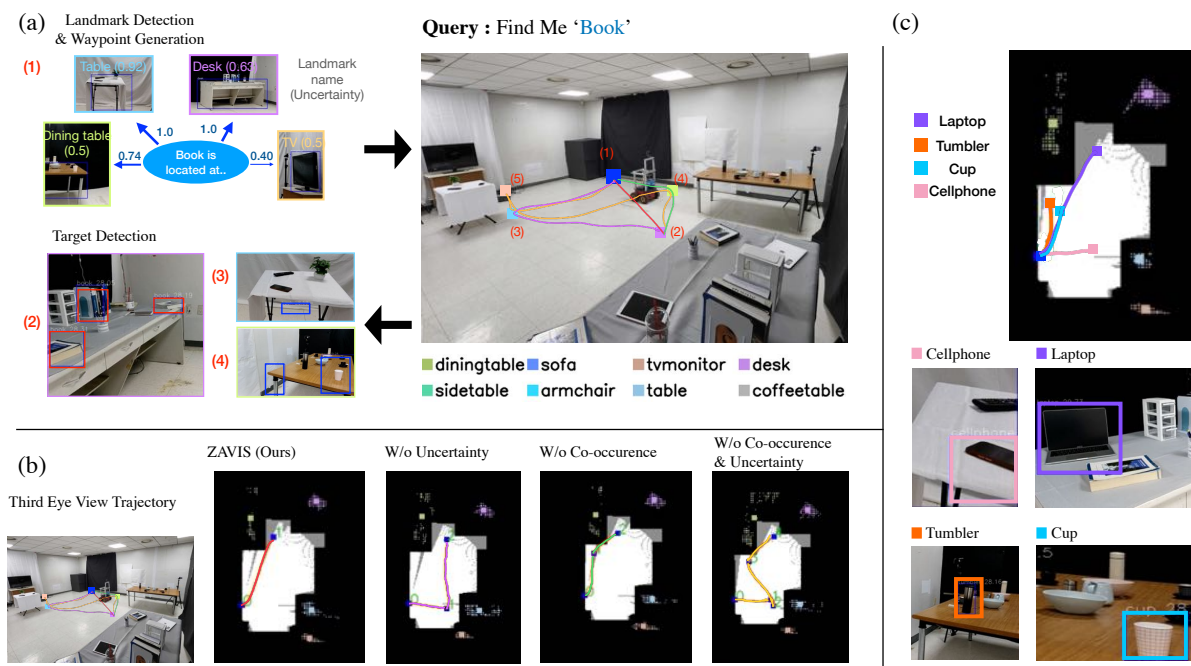 (a)
Landmark Detection
& Waypoint Generation
Query : Find Me 'Book'
(1)
Table (0.92)
Desk (0.63)
Landmark
name
(Uncertainty)
Dining table
(0.5)
TV (0.5)
1.0
1.0
0.74
0.40
Book is
located at..
(1)
(5)
(4)
(3)
(2)
Target Detection
(2)
(3)
(4)
diningtable
sofa
tvmonitor
desk
sidetable
armchair
table
coffeetable
(b)
Third Eye View Trajectory
ZAVIS (Ours)
W/o Uncertainty
W/o Co-occurence
W/o Co-occurence
& Uncertainty
(c)
Laptop
Tumbler
Cup
Cellphone
Cellphone
Laptop
cellphone
Tumbler
Cup